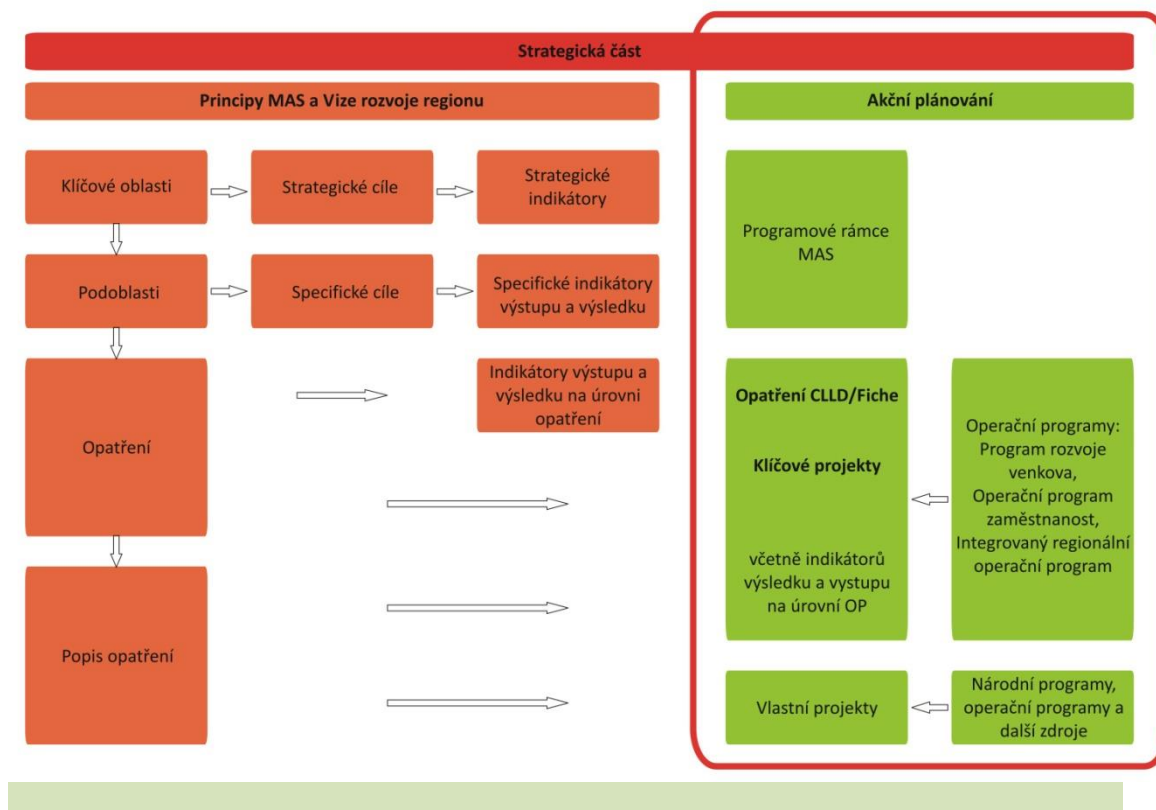 Strategická část
Principy MAS a Vize rozvoje regionu
Akční plánování
Klíčové oblasti
Strategické cíle
Strategické
indikátory
Programové rámce
MAS
Podoblasti
Specifické cíle
Specifické indikátory
výstupu a výsledku
Opatření
Indikátory výstupu a
výsledku na úrovni
opatření
Opatření CLLD/Fiche
Klíčové projekty
včetně indikátorů
výsledku a vystupu
na úrovní OP
Operační programy:
Program rozvoje
venkova,
Operační program
zaměstnanost,
Integrovaný regionální
operační program
Popis opatření
Vlastní projekty
Národní programy,
operační programy a
další zdroje